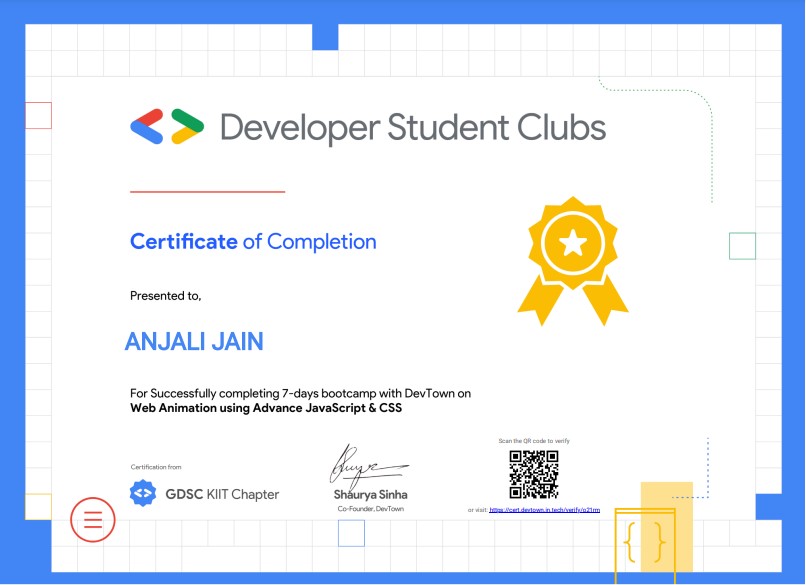 Developer Student Clubs
Certificate of Completion
Presented to,
ANJALI JAIN
For Successfully completing 7-days bootcamp with DevTown on
Web Animation using Advance JavaScript & CSS
Scan the QR code to verify
Certification from
GDSC KIIT Chapter
Shaurya Sinha
Co-Founder, DevTown
or visit: https://cert.devtown.in.tech/verify/o21rm